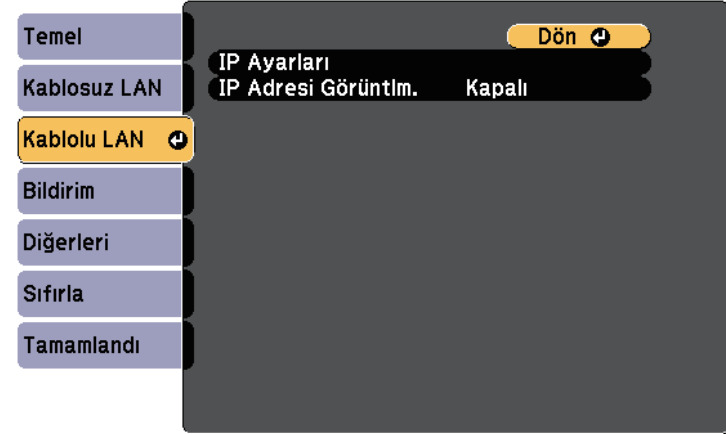 Temel
Kablosuz LAN
Kablolu LAN
Bildirim
Diğerleri
Sıfırla
Tamamlandı
Dön
IP Ayarları
IP Adresi Görüntlm. Kapalı